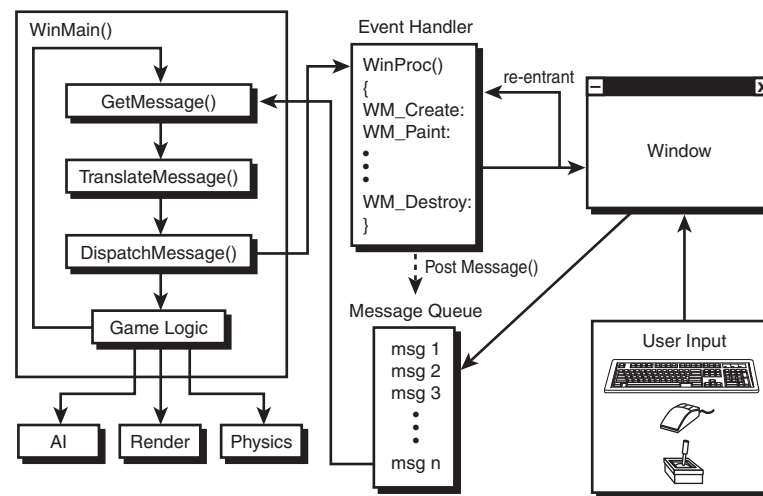 WinMain()
GetMessage()
TranslateMessage()
DispatchMessage()
Game Logic
AI
Render
Physics
Event Handler
WinProc()
{
WM_Create:
WM_Paint:
WM_Destroy:
}
re-entrant
Window
X
Post Message()
Message Queue
msg 1
msg 2
msg 3
msg n
User Input